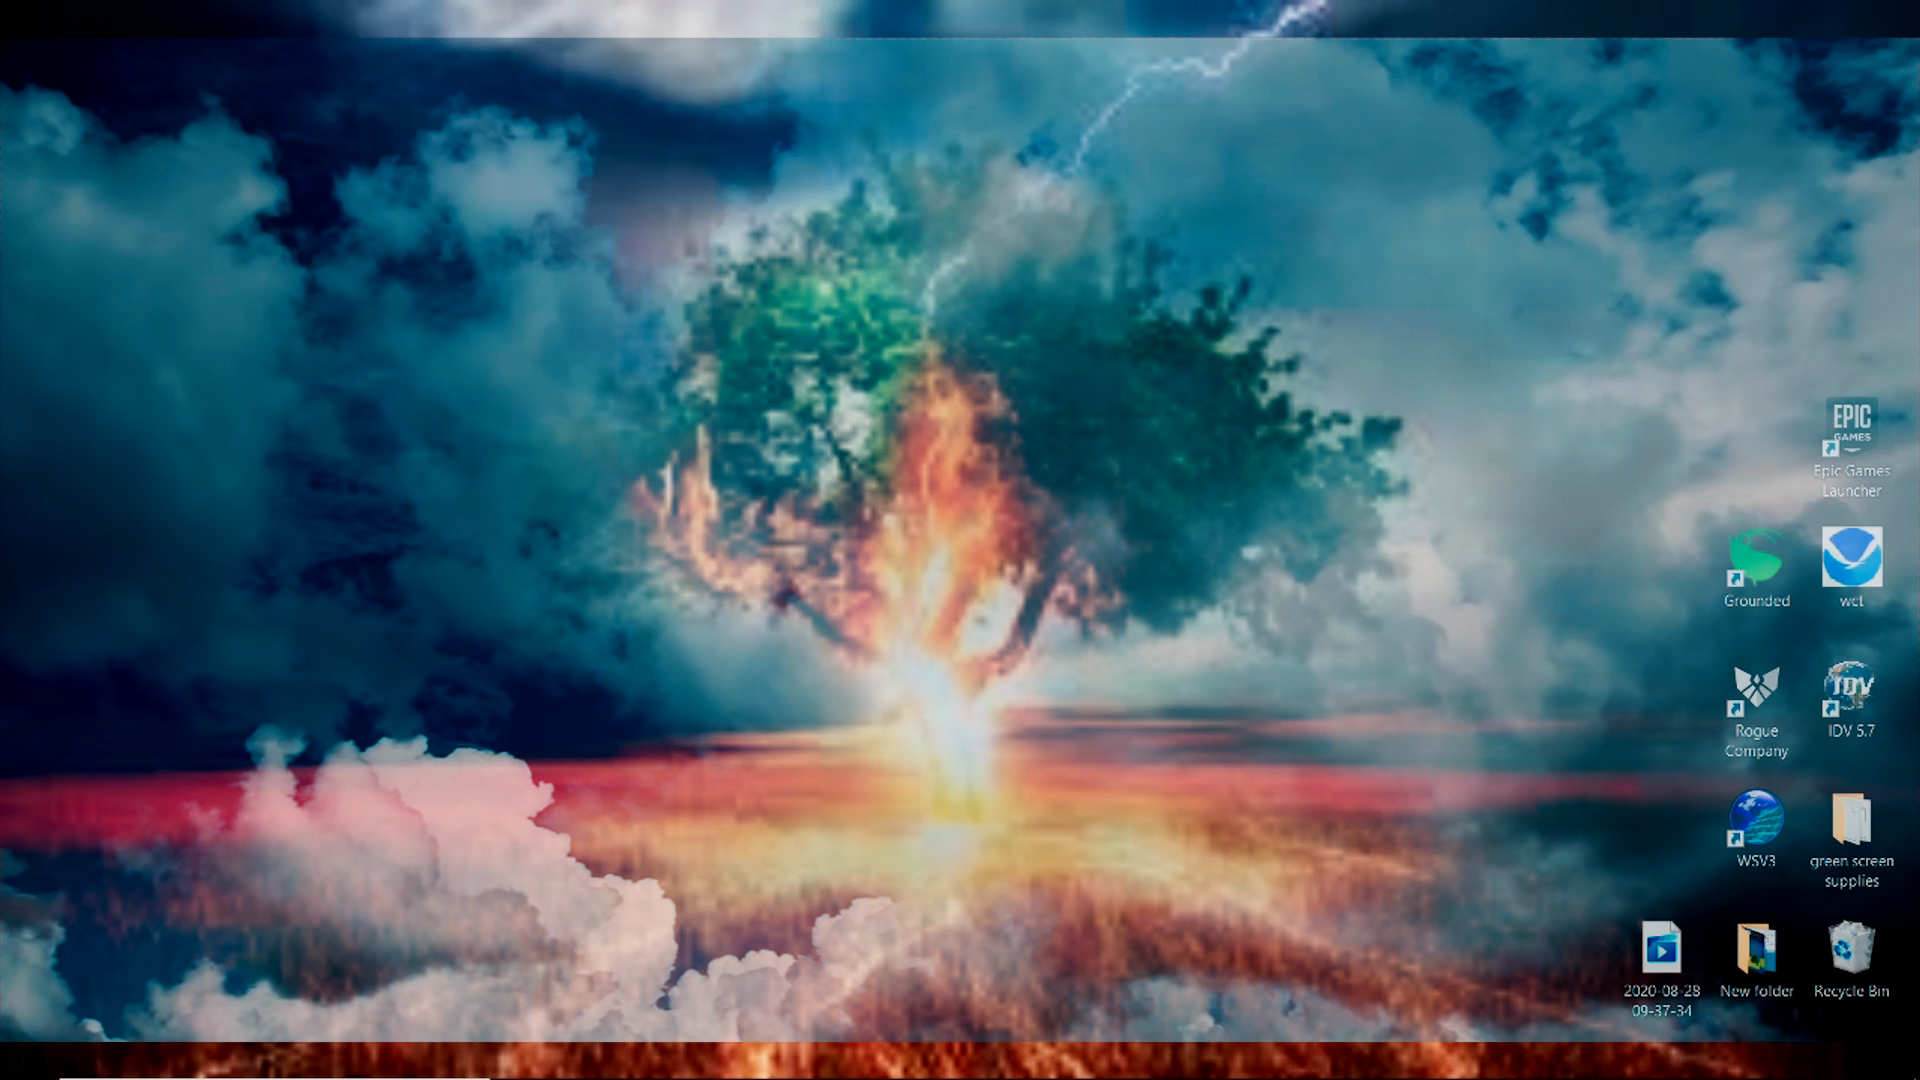 EPIC
GAMES
Epic Games
Launcher
Grounded
wct
Rogue
Company
IDV
IDV 5.7
WSV3
green screen
supplies
2020-08-28
09-37-34
New folder
Recycle Bin